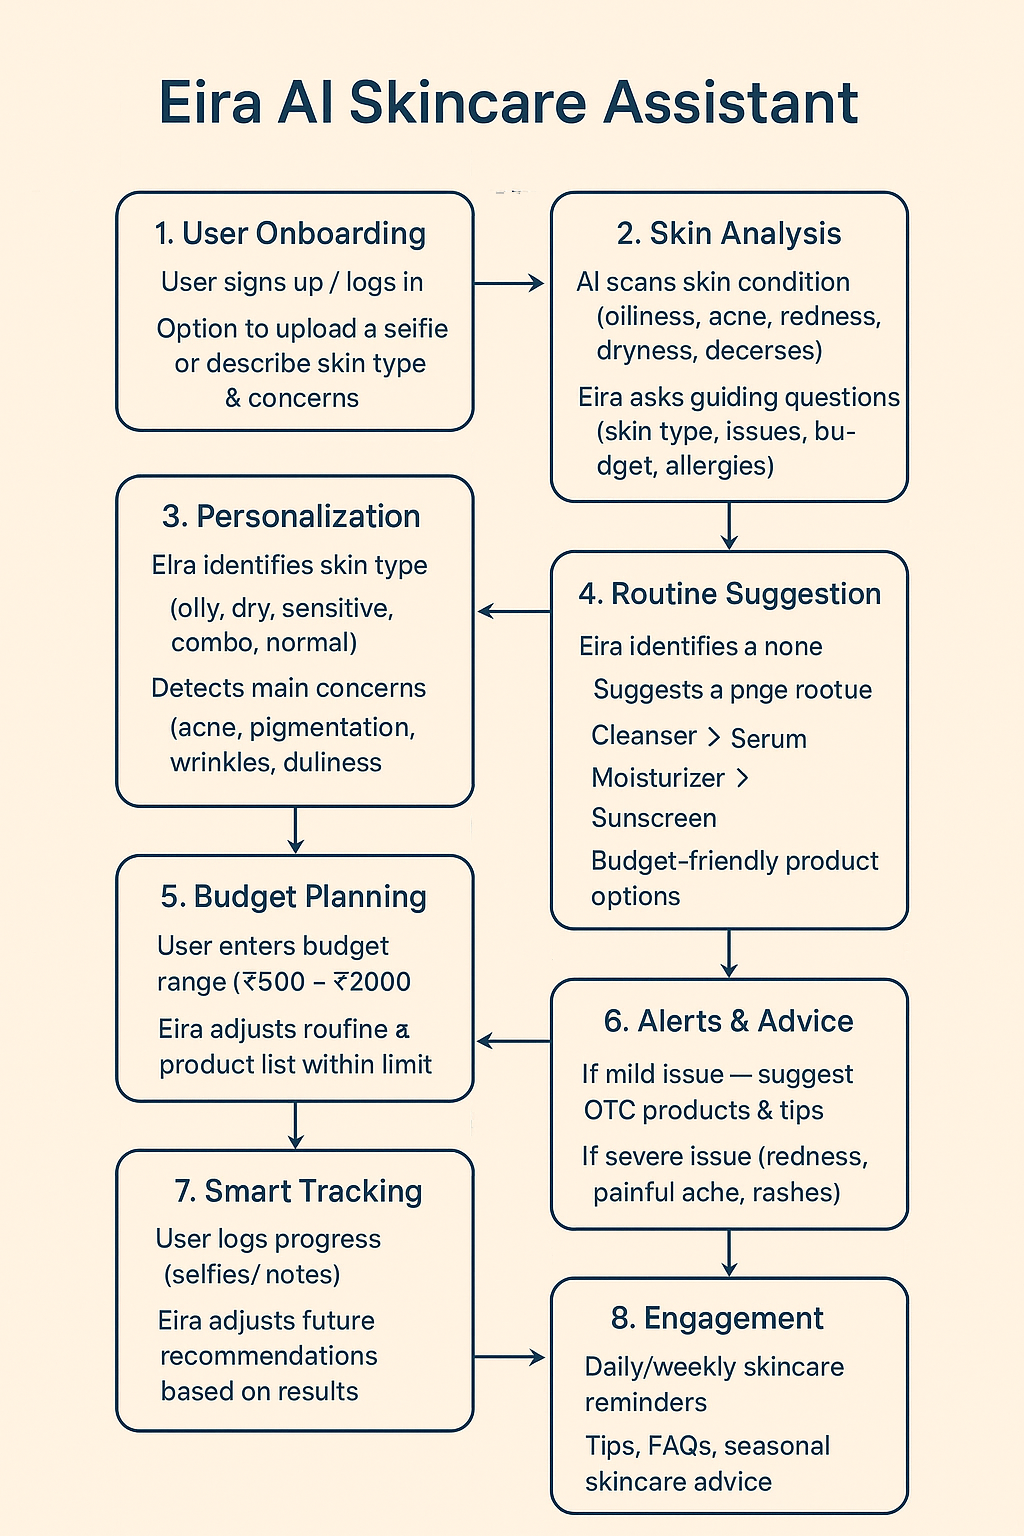 Eira AI Skincare Assistant
1. User Onboarding
User signs up / logs in
Option to upload a seifie
or describe skin type
& concerns
2. Skin Analysis
AI scans skin condition
(oiliness, acne, redness,
dryness, decerses)
Eira asks guiding questions
(skin type, issues, bu-
dget, allergies)
3. Personalization
Elra identifies skin type
(olly, dry, sensitive,
combo, normal)
Detects main concerns
(acne, pigmentation,
wrinkles, duliness
4. Routine Suggestion
Eira identifies a none
Suggests a pnge rootue
Cleanser > Serum
Moisturizer >
Sunscreen
Budget-friendly product
options
5. Budget Planning
User enters budget
range (₹500 – ₹2000
Eira adjusts roufine a
product list within limit
6. Alerts & Advice
If mild issue — suggest
OTC products & tips
If severe issue (redness,
painful ache, rashes)
7. Smart Tracking
User logs progress
(selfies/ notes)
Eira adjusts future
recommendations
based on results
8. Engagement
Daily/weekly skincare
reminders
Tips, FAQs, seasonal
skincare advice